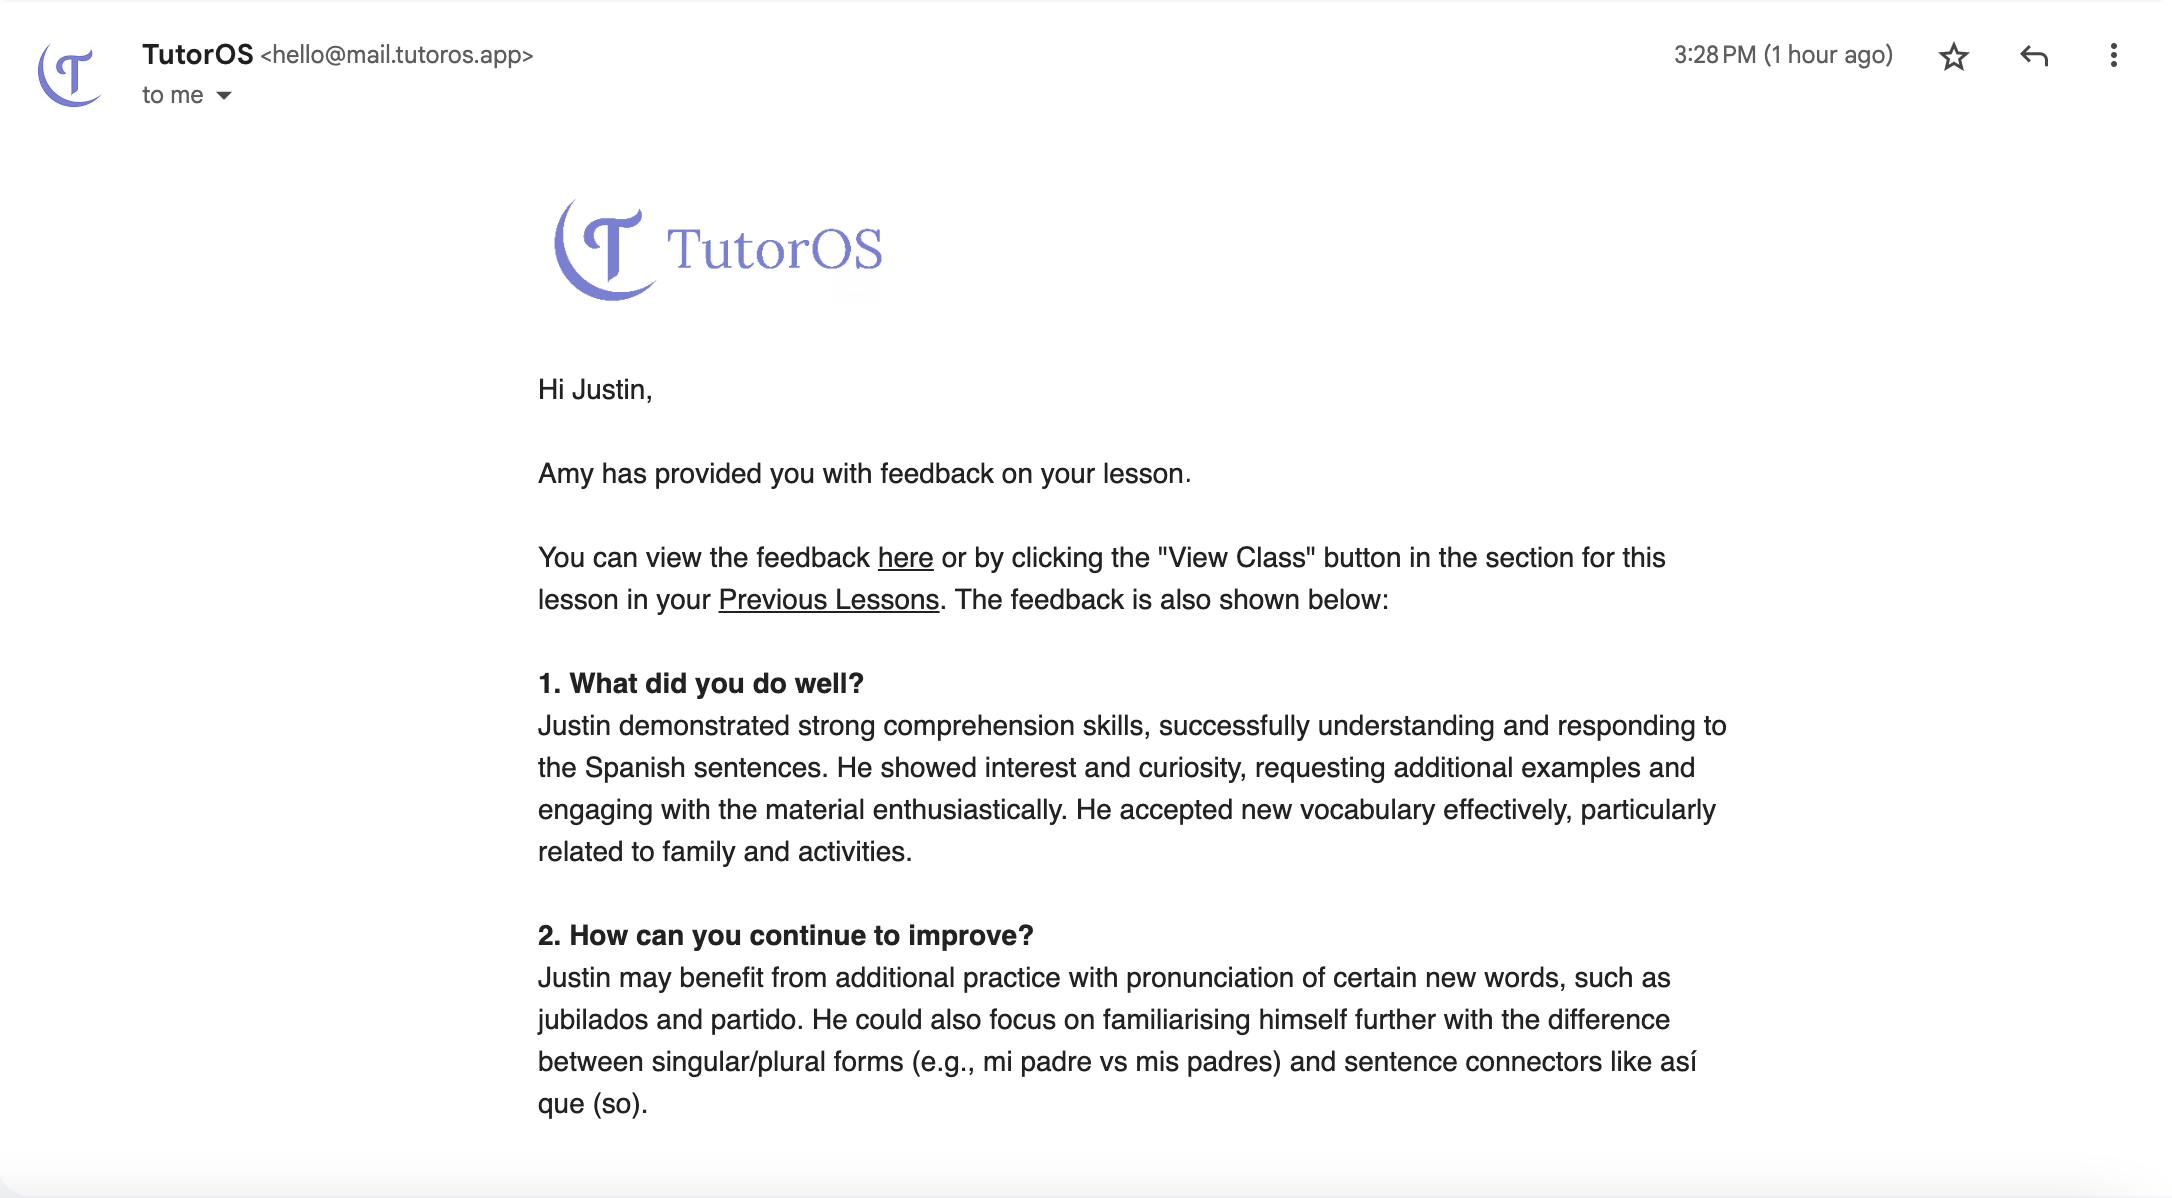 TutorOS <hello@mail.tutoros.app>
3:28 PM (1 hour ago)
to me
T TutorOS
Hi Justin,
Amy has provided you with feedback on your lesson.
You can view the feedback here or by clicking the "View Class" button in the section for this
lesson in your Previous Lessons. The feedback is also shown below:
1. What did you do well?
Justin demonstrated strong comprehension skills, successfully understanding and responding to
the Spanish sentences. He showed interest and curiosity, requesting additional examples and
engaging with the material enthusiastically. He accepted new vocabulary effectively, particularly
related to family and activities.
2. How can you continue to improve?
Justin may benefit from additional practice with pronunciation of certain new words, such as
jubilados and partido. He could also focus on familiarising himself further with the difference
between singular/plural forms (e.g., mi padre vs mis padres) and sentence connectors like así
que (so).